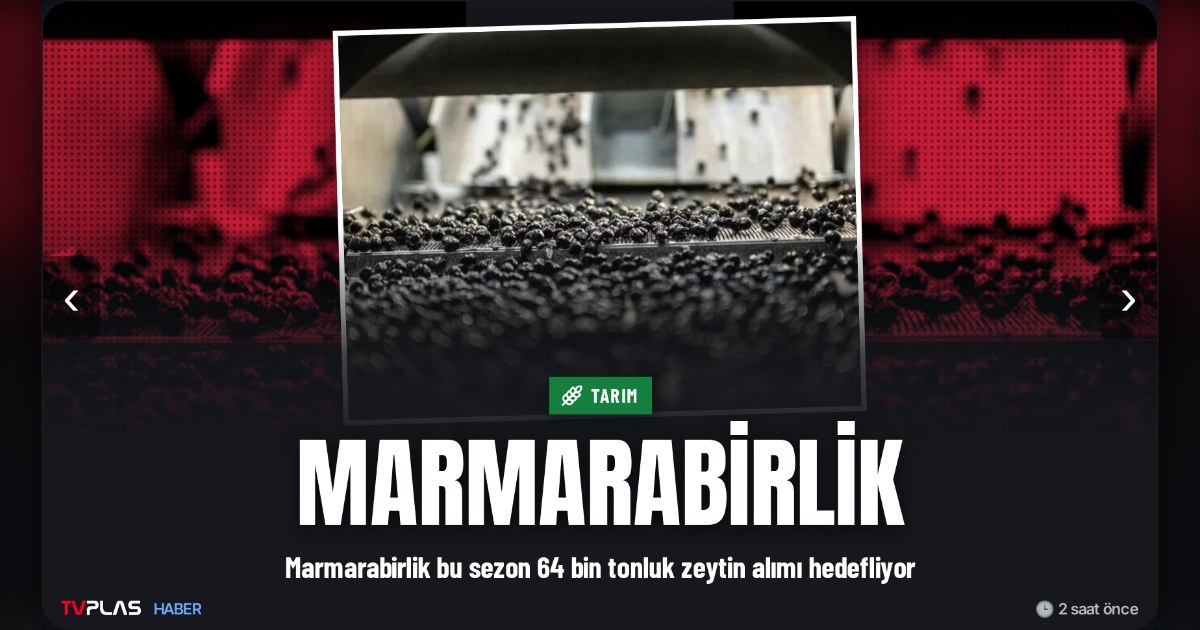 TARIM
MARMARABİRLİK
Marmarabirlik bu sezon 64 bin tonluk zeytin alımı hedefliyor
TVPLAS HABER
2 saat önce